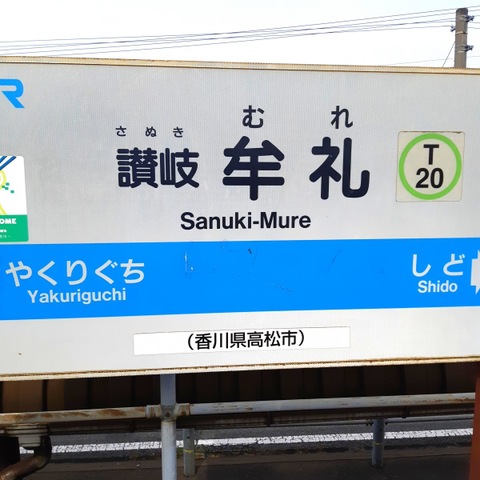 R
さぬき むれ
讃岐 牟礼
T
20
Sanuki-Mure
OME
やくりぐち しど
Yakuriguchi Shido
（香川県高松市）